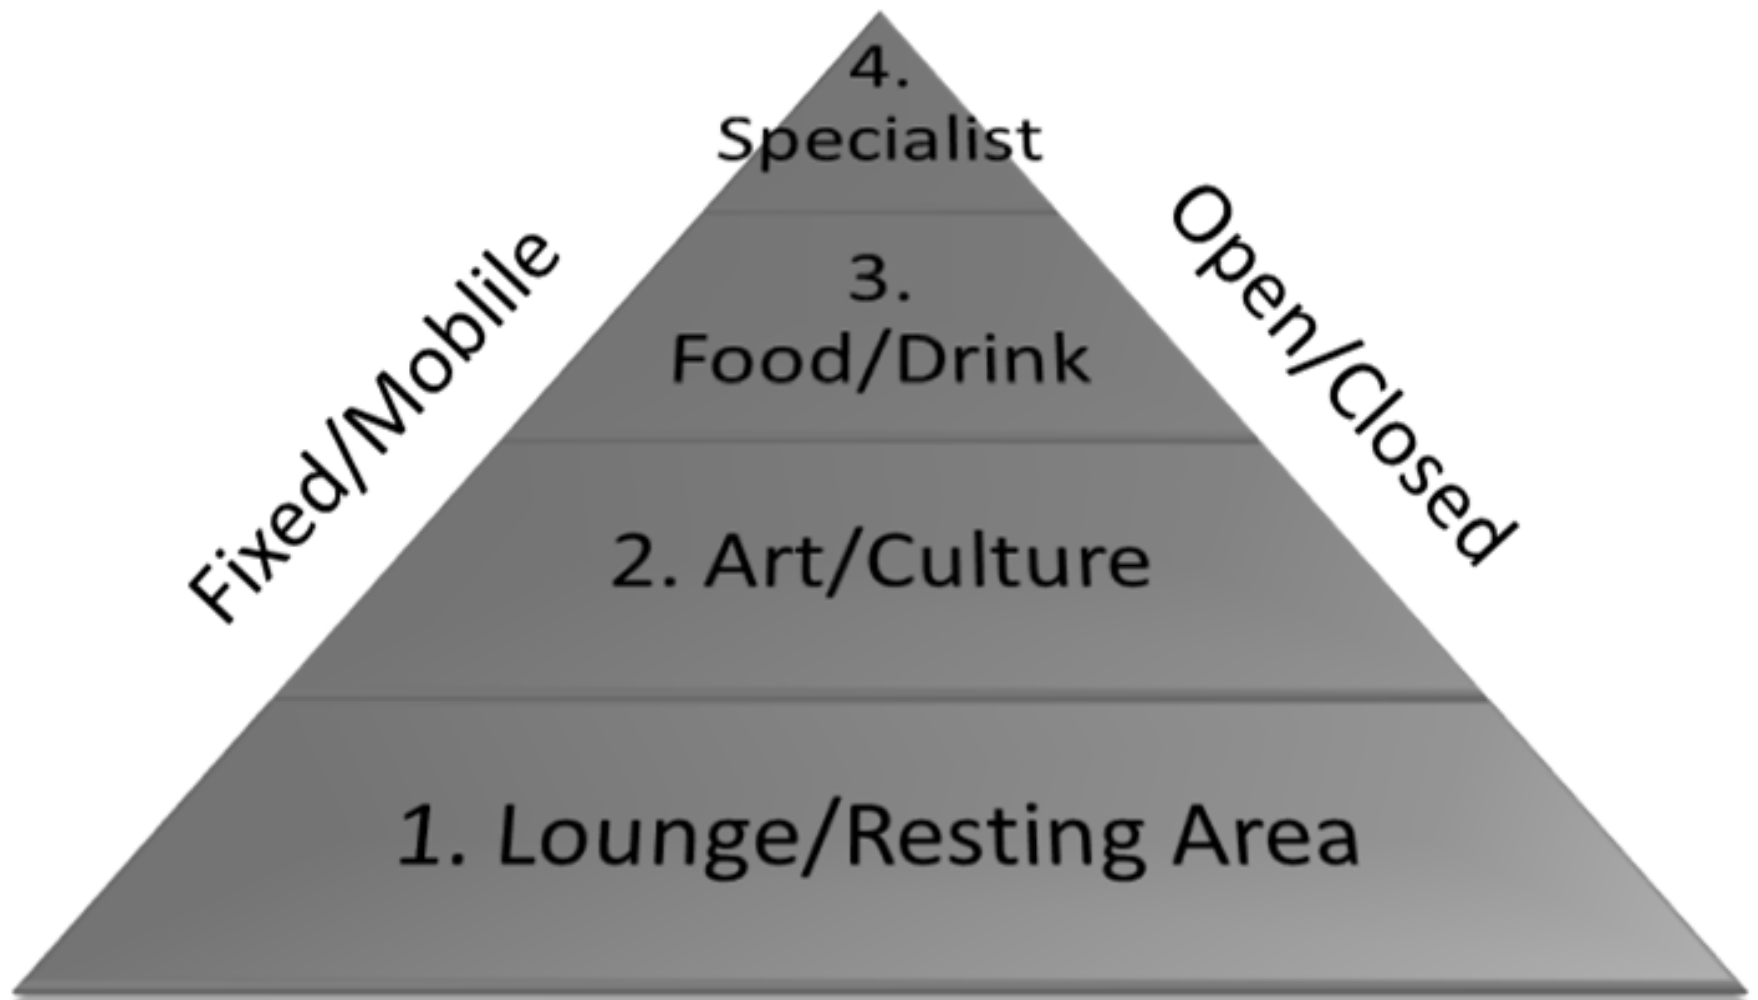 4.
Specialist
3.
Food/Drink
2. Art/Culture
1. Lounge/Resting Area
Fixed/Moblile
Open/Closed